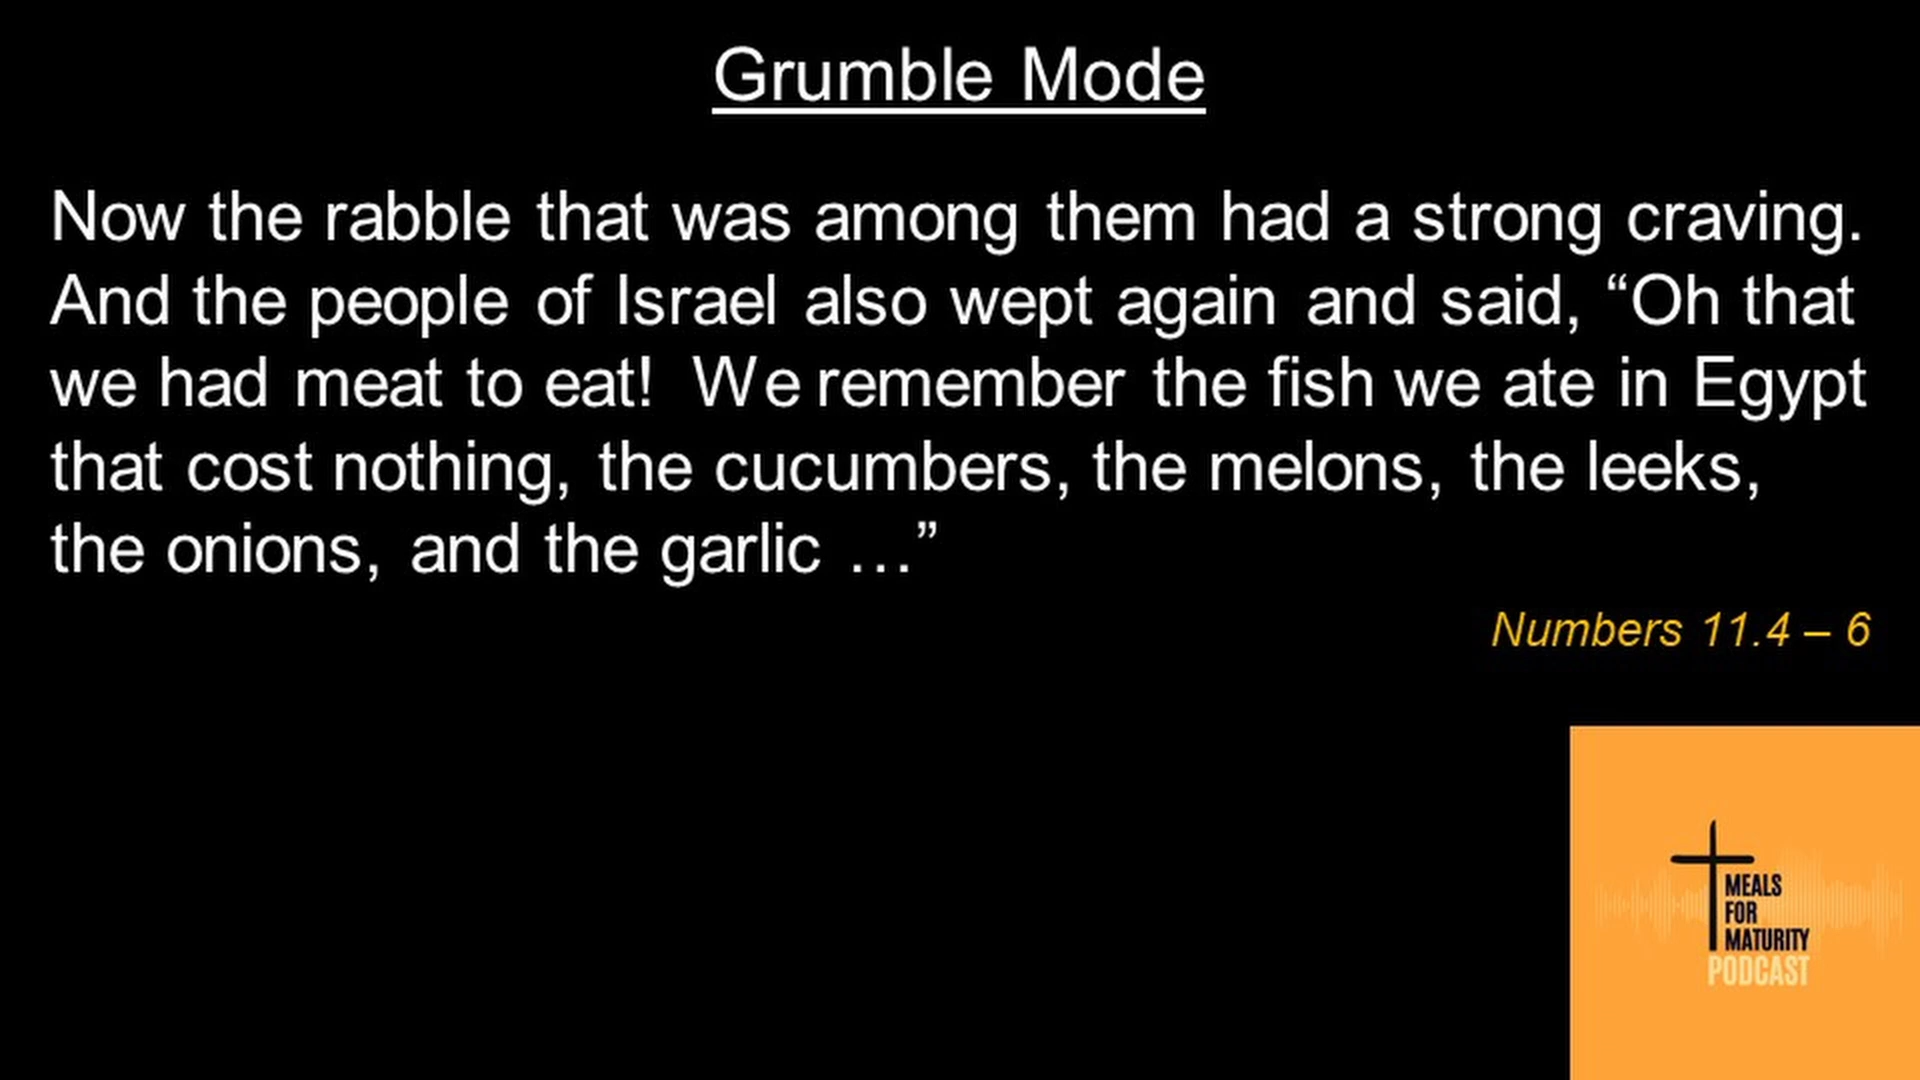 Grumble Mode
Now the rabble that was among them had a strong craving.
And the people of Israel also wept again and said, “Oh that
we had meat to eat!  We remember the fish we ate in Egypt
that cost nothing, the cucumbers, the melons, the leeks,
the onions, and the garlic …”
Numbers 11.4 – 6
MEALS
FOR
MATURITY
PODCAST